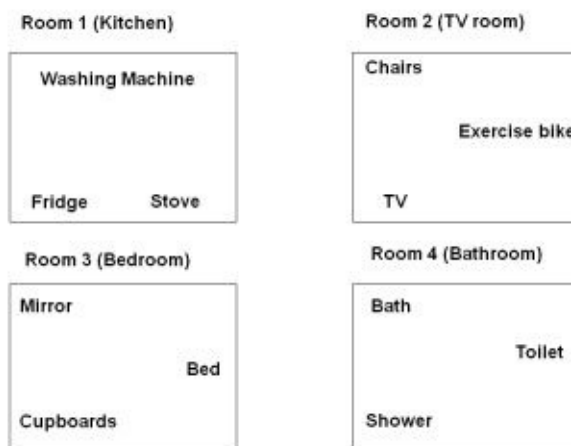 Room 1 (Kitchen)
Washing Machine
Fridge Stove
Room 2 (TV room)
Chairs
Exercise bike
TV
Room 3 (Bedroom)
Mirror
Bed
Cupboards
Room 4 (Bathroom)
Bath
Toilet
Shower